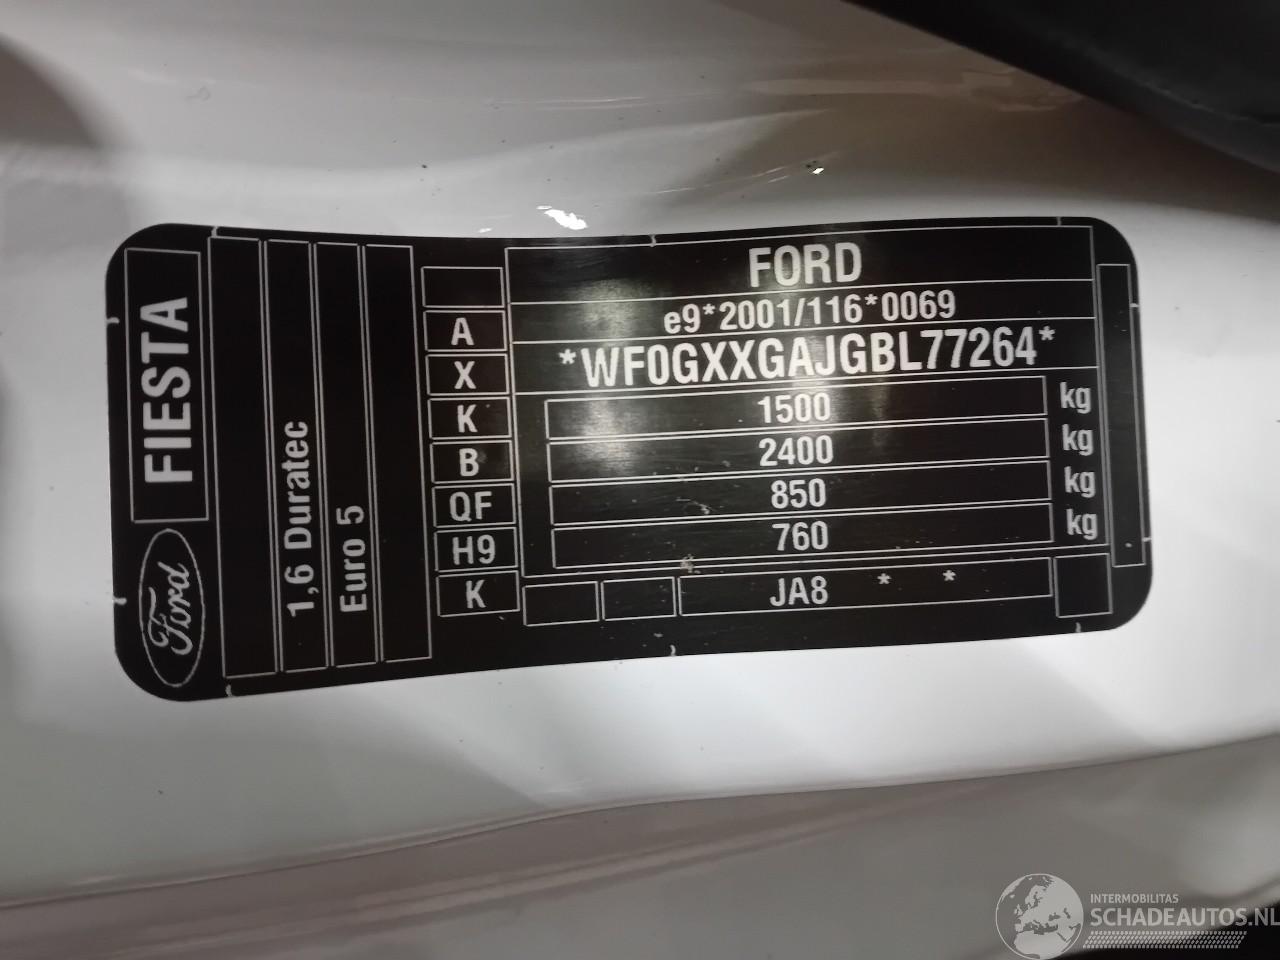 FIESTA
Ford
1,6 Duratec
Euro 5
A
X
K
B
QF
H9
K
FORD
e9*2001/116*0069
*WF0GXXGAJGBL77264*
1500 kg
2400 kg
850 kg
760 kg
JA8 * *
INTERMOBILITAS
SCHADEAUTOS.NL